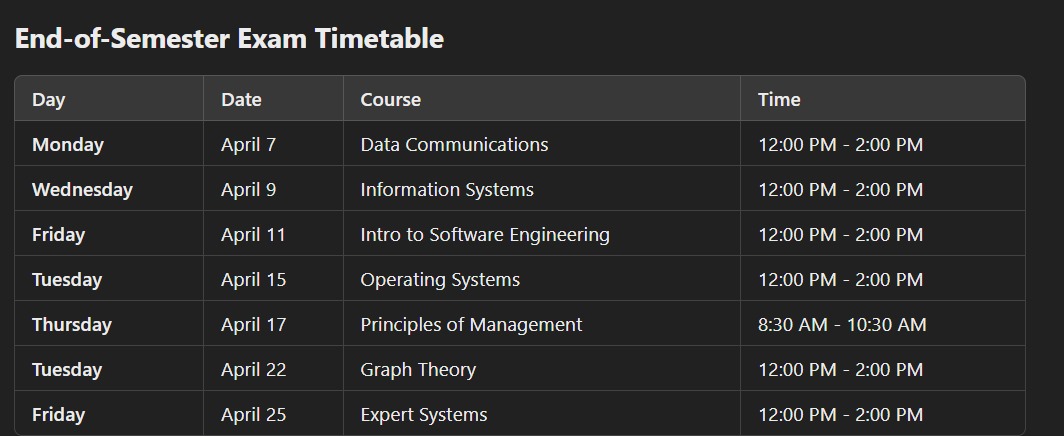 End-of-Semester Exam Timetable
Day Date Course Time
Monday April 7 Data Communications 12:00 PM - 2:00 PM
Wednesday April 9 Information Systems 12:00 PM - 2:00 PM
Friday April 11 Intro to Software Engineering 12:00 PM - 2:00 PM
Tuesday April 15 Operating Systems 12:00 PM - 2:00 PM
Thursday April 17 Principles of Management 8:30 AM - 10:30 AM
Tuesday April 22 Graph Theory 12:00 PM - 2:00 PM
Friday April 25 Expert Systems 12:00 PM - 2:00 PM